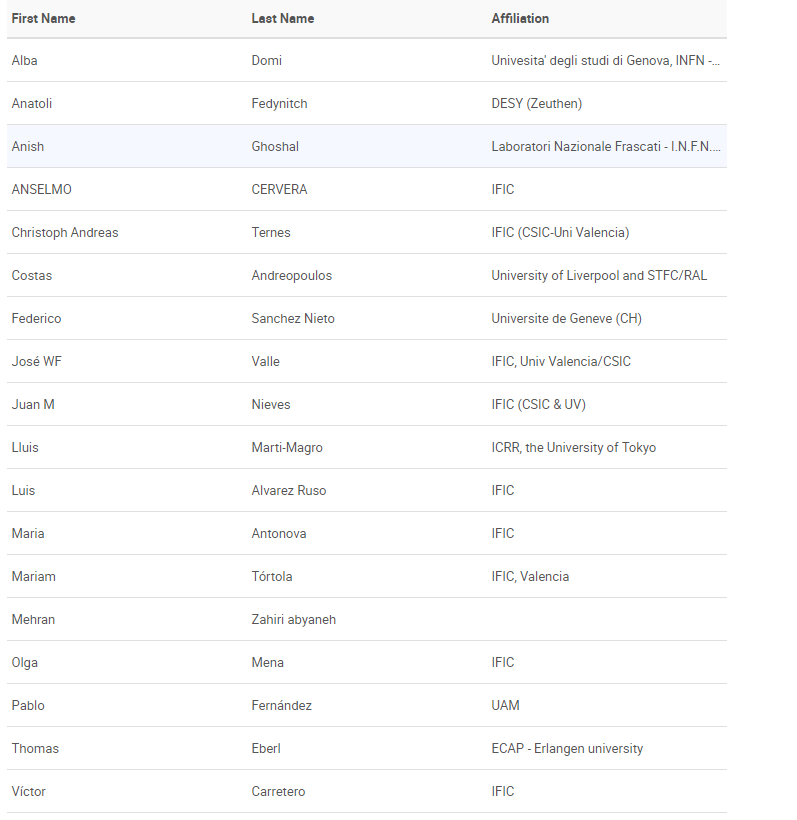 First Name Last Name Affiliation
Alba Domi Univesita' degli studi di Genova, INFN -...
Anatoli Fedynitch DESY (Zeuthen)
Anish Ghoshal Laboratori Nazionale Frascati - I.N.F.N....
ANSELMO CERVERA IFIC
Christoph Andreas Ternes IFIC (CSIC-Uni Valencia)
Costas Andreopoulos University of Liverpool and STFC/RAL
Federico Sanchez Nieto Universite de Geneve (CH)
José WF Valle IFIC, Univ Valencia/CSIC
Juan M Nieves IFIC (CSIC & UV)
Lluis Marti-Magro ICRR, the University of Tokyo
Luis Alvarez Ruso IFIC
Maria Antonova IFIC
Mariam Tórtola IFIC, Valencia
Mehran Zahiri abyaneh
Olga Mena IFIC
Pablo Fernández UAM
Thomas Eberl ECAP - Erlangen university
Víctor Carretero IFIC